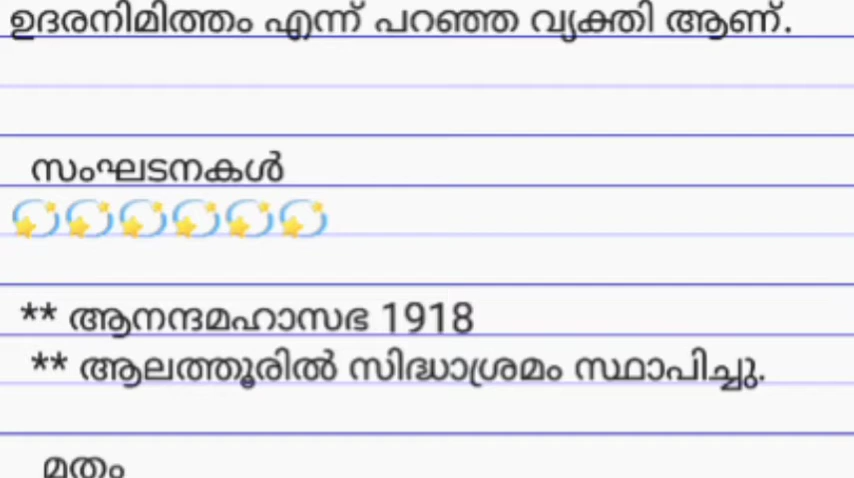 ഉദരനിമിത്തം എന്ന് പറഞ്ഞ വ്യക്തി ആണ്.
സംഘടനകൾ
💫💫💫💫💫💫
** ആനന്ദമഹാസഭ 1918
** ആലത്തൂരിൽ സിദ്ധാശ്രമം സ്ഥാപിച്ചു.
മതം